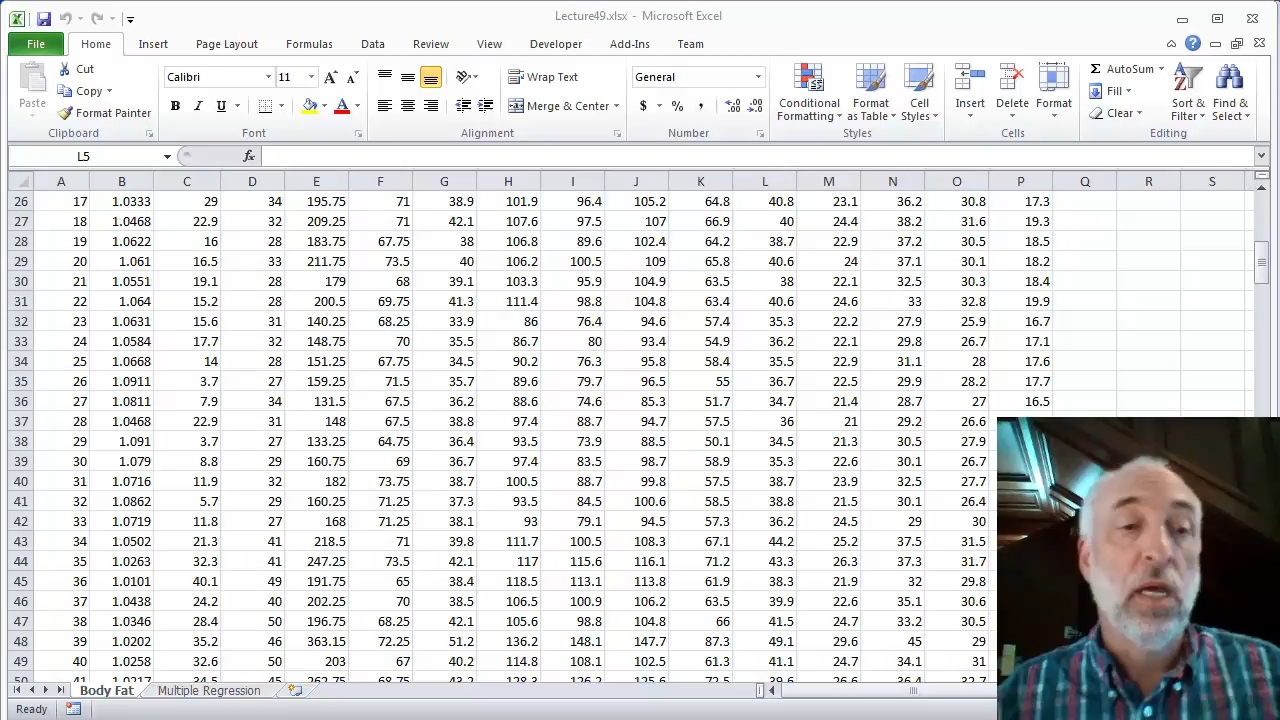 Lecture49.xlsx - Microsoft Excel
File Home Insert Page Layout Formulas Data Review View Developer Add-Ins Team
Paste Cut Copy Format Painter Clipboard
Calibri 11 A A B I U A Font
Wrap Text Merge & Center Alignment
General $ % , Number
Conditional Formatting Format as Table Cell Styles Styles
Insert Delete Format Cells
AutoSum Fill Clear Sort & Filter Find & Select Editing
L5 fx
A B C D E F G H I J K L M N O P Q R S
26 17 1.0333 29 34 195.75 71 38.9 101.9 96.4 105.2 64.8 40.8 23.1 36.2 30.8 17.3
27 18 1.0468 22.9 32 209.25 71 42.1 107.6 97.5 107 66.9 40 24.4 38.2 31.6 19.3
28 19 1.0622 16 28 183.75 67.75 38 106.8 89.6 102.4 64.2 38.7 22.9 37.2 30.5 18.5
29 20 1.061 16.5 33 211.75 73.5 40 106.2 100.5 109 65.8 40.6 24 37.1 30.1 18.2
30 21 1.0551 19.1 28 179 68 39.1 103.3 95.9 104.9 63.5 38 22.1 32.5 30.3 18.4
31 22 1.064 15.2 28 200.5 69.75 41.3 111.4 98.8 104.8 63.4 40.6 24.6 33 32.8 19.9
32 23 1.0631 15.6 31 140.25 68.25 33.9 86 76.4 94.6 57.4 35.3 22.2 27.9 25.9 16.7
33 24 1.0584 17.7 32 148.75 70 35.5 86.7 80 93.4 54.9 36.2 22.1 29.8 26.7 17.1
34 25 1.0668 14 28 151.25 67.75 34.5 90.2 76.3 95.8 58.4 35.5 22.9 31.1 28 17.6
35 26 1.0911 3.7 27 159.25 71.5 35.7 89.6 79.7 96.5 55 36.7 22.5 29.9 28.2 17.7
36 27 1.0811 7.9 34 131.5 67.5 36.2 88.6 74.6 85.3 51.7 34.7 21.4 28.7 27 16.5
37 28 1.0468 22.9 31 148 67.5 38.8 97.4 88.7 94.7 57.5 36 21 29.2 26.6
38 29 1.091 3.7 27 133.25 64.75 36.4 93.5 73.9 88.5 50.1 34.5 21.3 30.5 27.9
39 30 1.079 8.8 29 160.75 69 36.7 97.4 83.5 98.7 58.9 35.3 22.6 30.1 26.7
40 31 1.0716 11.9 32 182 73.75 38.7 100.5 88.7 99.8 57.5 38.7 23.9 32.5 27.7
41 32 1.0862 5.7 29 160.25 71.25 37.3 93.5 84.5 100.6 58.5 38.8 21.5 30.1 26.4
42 33 1.0719 11.8 27 168 71.25 38.1 93 79.1 94.5 57.3 36.2 24.5 29 30
43 34 1.0502 21.3 41 218.5 71 39.8 111.7 100.5 108.3 67.1 44.2 25.2 37.5 31.5
44 35 1.0263 32.3 41 247.25 73.5 42.1 117 115.6 116.1 71.2 43.3 26.3 37.3 31.7
45 36 1.0101 40.1 49 191.75 65 38.4 118.5 113.1 113.8 61.9 38.3 21.9 32 29.8
46 37 1.0438 24.2 40 202.25 70 38.5 106.5 100.9 106.2 63.5 39.9 22.6 35.1 30.6
47 38 1.0346 28.4 50 196.75 68.25 42.1 105.6 98.8 104.8 66 41.5 24.7 33.2 30.5
48 39 1.0202 35.2 46 363.15 72.25 51.2 136.2 148.1 147.7 87.3 49.1 29.6 45 29
49 40 1.0258 32.6 50 203 67 40.2 114.8 108.1 102.5 61.3 41.1 24.7 34.1 31
Body Fat Multiple Regression
Ready